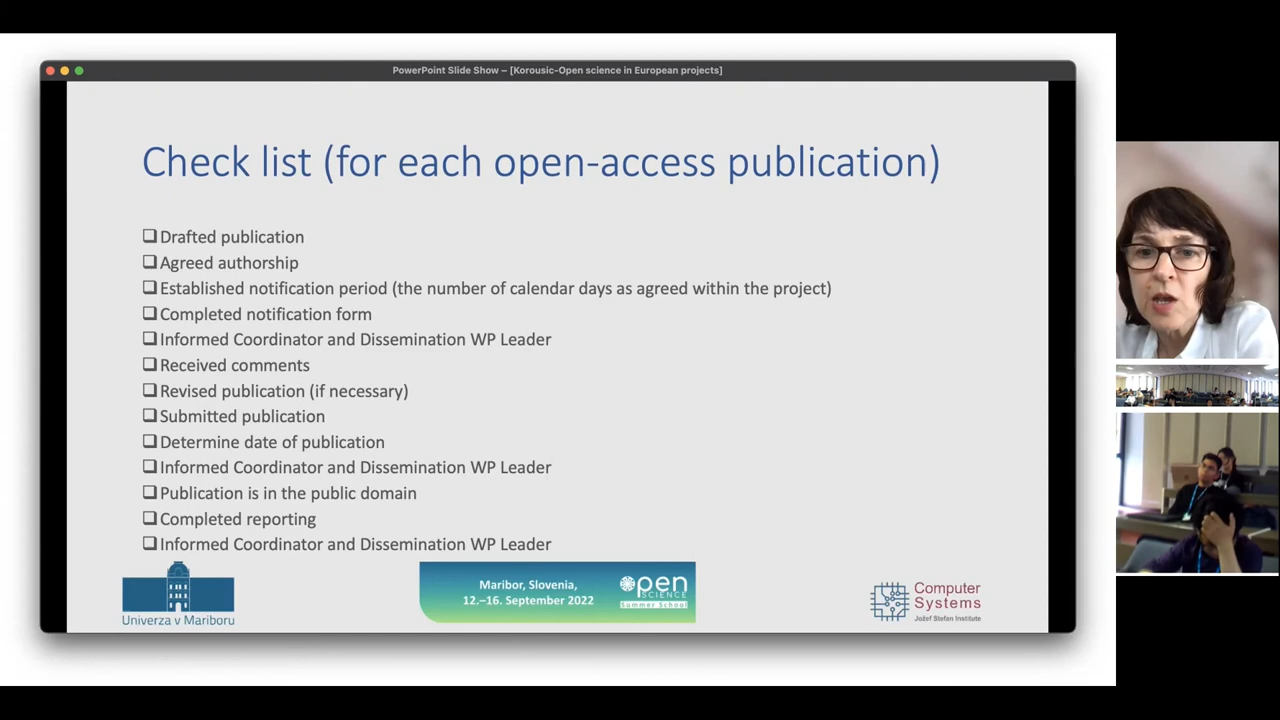 PowerPoint Slide Show – [Korousic-Open science in European projects]
Check list (for each open-access publication)
Drafted publication
Agreed authorship
Established notification period (the number of calendar days as agreed within the project)
Completed notification form
Informed Coordinator and Dissemination WP Leader
Received comments
Revised publication (if necessary)
Submitted publication
Determine date of publication
Informed Coordinator and Dissemination WP Leader
Publication is in the public domain
Completed reporting
Informed Coordinator and Dissemination WP Leader
Univerza v Mariboru
Maribor, Slovenia,
12.–16. September 2022
Open
SCIENCE
Summer School
Computer
Systems
Jožef Stefan Institute